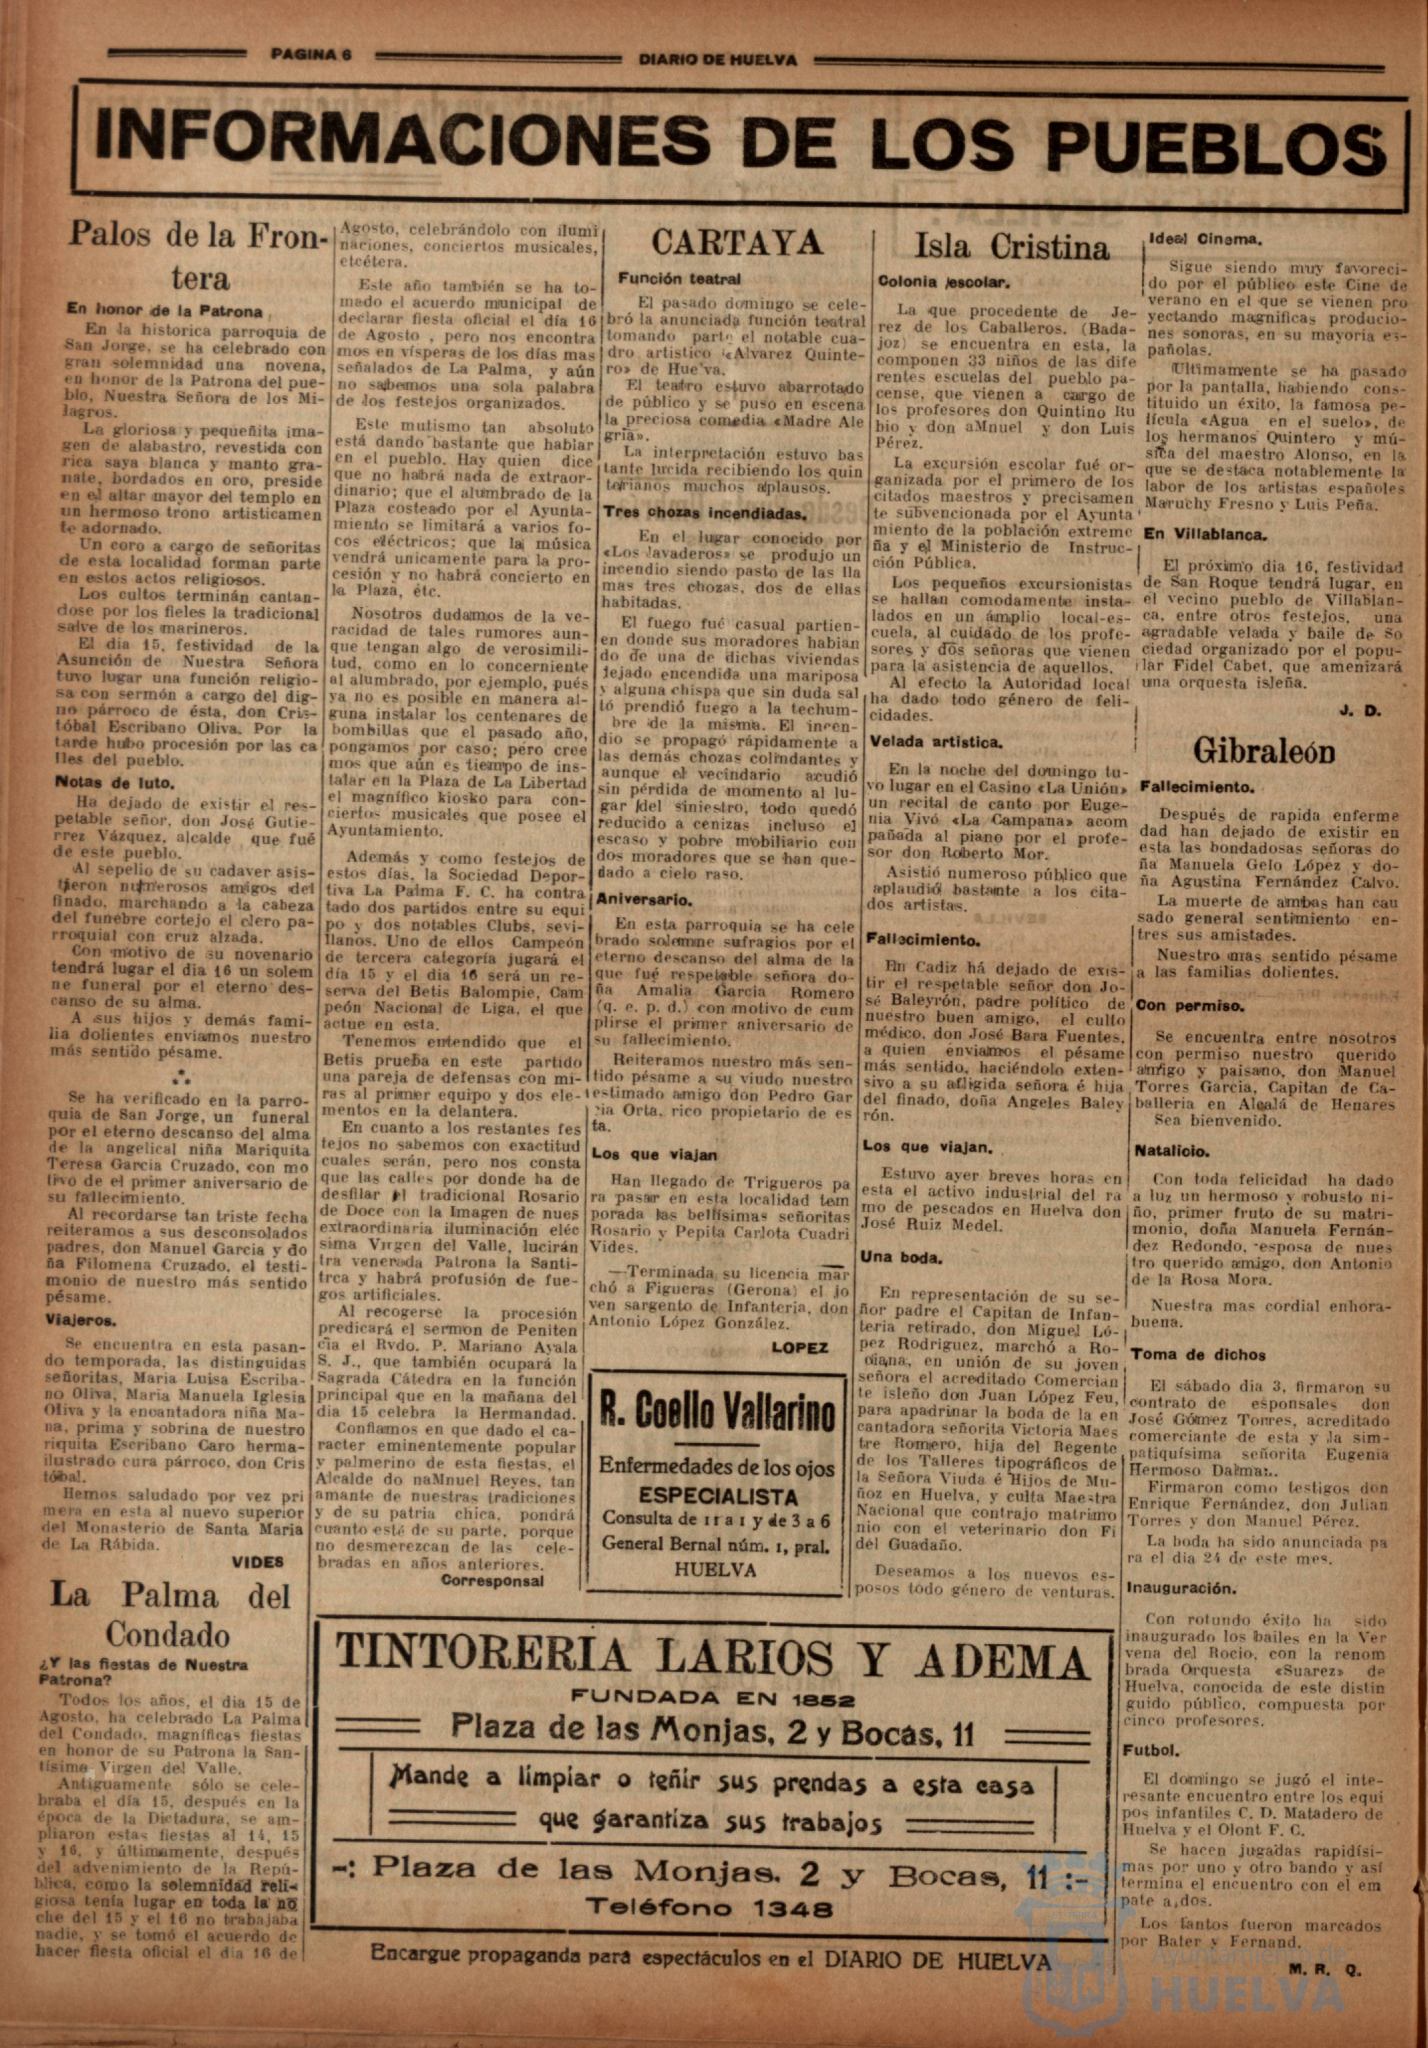 PAGINA 6
DIARIO DE HUELVA
INFORMACIONES DE LOS PUEBLOS
Palos de la Fron-
tera
En honor de la Patrona
En la historica parroquia de
San Jorge, se ha celebrado con
gran solemnidad una novena,
en honor de la Patrona del pue-
blo, Nuestra Señora de los Mi-
lagros.
La gloriosa y pequeñita ima-
gen de alabastro, revestida con
rica saya blanca y manto gra-
nate, bordados en oro, preside
en el altar mayor del templo en
un hermoso trono artisticamen
te adornado.
Un coro a cargo de señoritas
de esta localidad forman parte
en estos actos religiosos.
Los cultos terminán cantan-
dose por los fieles la tradicional
salve de los marineros.
El dia 15, festividad de la
Asunción de Nuestra Señora
tuvo lugar una función religio-
sa con sermón a cargo del dig-
no párroco de ésta, don Cris-
tóbal Escribano Oliva. Por la
tarde hubo procesión por las ca
lles del pueblo.
Notas de luto.
Ha dejado de existir el res-
petable señor, don José Gutie-
rrez Vázquez, alcalde que fué
de este pueblo.
Al sepelio de su cadaver asis-
tieron numerosos amigos del
finado, marchando a la cabeza
del funebre cortejo el clero pa-
rroquial con cruz alzada.
Con motivo de su novenario
tendrá lugar el dia 16 un solem
ne funeral por el eterno des-
canso de su alma.
A sus hijos y demás fami-
lia dolientes enviamos nuestro
más sentido pésame.
Se ha verificado en la parro-
quia de San Jorge, un funeral
por el eterno descanso del alma
de la angelical niña Mariquita
Teresa Garcia Cruzado, con mo
tivo de el primer aniversario de
su fallecimiento.
Al recordarse tan triste fecha
reiteramos a sus desconsolados
padres, don Manuel Garcia y do
ña Filomena Cruzado, el testi-
monio de nuestro más sentido
pésame.
Viajeros.
Se encuentra en esta pasan-
do temporada, las distinguidas
señoritas, Maria Luisa Escriba-
no Oliva, Maria Manuela Iglesia
Oliva y la encantadora niña Ma-
na, prima y sobrina de nuestro
riquita Escribano Caro herma-
ilustrado cura párroco, don Cris
tóbal.
Hemos saludado por vez pri
mera en esta al nuevo superior
del Monasterio de Santa Maria
de La Rábida.
VIDES
La Palma del
Condado
¿Y las fiestas de Nuestra
Patrona?
Todos los años, el dia 15 de
Agosto, ha celebrado La Palma
del Condado, magníficas fiestas
en honor de su Patrona la San-
tísima Virgen del Valle.
Antiguamente sólo se cele-
braba el día 15, después en la
época de la Dictadura, se am-
pliaron estas fiestas al 14, 15
y 16, y últimamente, después
del advenimiento de la Repú-
blica, como la solemnidad reli-
giosa tenía lugar en toda la no
che del 15 y el 16 no trabajaba
nadie, y se tomó el acuerdo de
hacer fiesta oficial el dia 16 de
Agosto, celebrándolo con ilumi
naciones, conciertos musicales,
etcétera.
Este año también se ha to-
mado el acuerdo municipal de
declarar fiesta oficial el día 16
de Agosto , pero nos encontra
mos en vísperas de los días mas
señalados de La Palma, y aún
no sabemos una sola palabra
de los festejos organizados.
Este mutismo tan absoluto
está dando bastante que hablar
en el pueblo. Hay quien dice
que no habrá nada de extraor-
dinario; que el alumbrado de la
Plaza costeado por el Ayunta-
miento se limitará a varios fo-
cos eléctricos; que la música
vendrá unicamente para la pro-
cesión y no habrá concierto en
la Plaza, etc.
Nosotros dudamos de la ve-
racidad de tales rumores aun-
que tengan algo de verosimili-
tud, como en lo concerniente
al alumbrado, por ejemplo, pués
ya no es posible en manera al-
guna instalar los centenares de
bombillas que el pasado año,
pongamos por caso; pero cree
mos que aún es tiempo de ins-
talar en la Plaza de La Libertad
el magnífico kiosko para con-
ciertos musicales que posee el
Ayuntamiento.
Además y como festejos de
estos días, la Sociedad Depor-
tiva La Palma F. C. ha contra
tado dos partidos entre su equi
po y dos notables Clubs, sevi-
llanos. Uno de ellos Campeón
de tercera categoría jugará el
día 15 y el dia 16 será un re-
serva del Betis Balompie, Cam
peón Nacional de Liga, el que
actue en esta.
Tenemos entendido que el
Betis prueba en este partido
una pareja de defensas con mi-
ras al primer equipo y dos ele-
mentos en la delantera.
En cuanto a los restantes fes
tejos no sabemos con exactitud
cuales serán, pero nos consta
que las calles por donde ha de
desfilar el tradicional Rosario
de Doce con la Imagen de nues
extraordinaria iluminación eléc
sima Virgen del Valle, lucirán
tra venerada Patrona la Santi-
trca y habrá profusión de fue-
gos artificiales.
Al recogerse la procesión
predicará el sermon de Peniten
cia el Rvdo. P. Mariano Ayala
S. J., que también ocupará la
Sagrada Cátedra en la función
principal que en la mañana del
dia 15 celebra la Hermandad.
Confiamos en que dado el ca-
racter eminentemente popular
y palmerino de esta fiestas, el
Alcalde do naMnuel Reyes, tan
amante de nuestras tradiciones
y de su patria chica, pondrá
cuanto esté de su parte, porque
no desmerezcan de las cele-
bradas en años anteriores.
Corresponsal
CARTAYA
Función teatral
El pasado domingo se cele-
bró la anunciada función teatral
tomando parte el notable cua-
dro artistico «Alvarez Quinte-
ro» de Hue'va.
El teatro estuvo abarrotado
de público y se puso en escena
la preciosa comedia «Madre Ale
gria».
La interpretación estuvo bas
tante lucida recibiendo los quin
terianos muchos aplausos.
Tres chozas incendiadas.
En el lugar conocido por
«Los lavaderos» se produjo un
incendio siendo pasto de las lla
mas tres chozas, dos de ellas
habitadas.
El fuego fué casual partien-
en donde sus moradores habian
do de una de dichas viviendas
dejado encendida una mariposa
y alguna chispa que sin duda sal
tó prendió fuego a la techum-
bre de la misma. El incen-
dio se propagó rápidamente a
las demás chozas colindantes y
aunque el vecindario acudió
sin pérdida de momento al lu-
gar del siniestro, todo quedó
reducido a cenizas incluso el
escaso y pobre mobiliario con
dos moradores que se han que-
dado a cielo raso.
Aniversario.
En esta parroquia se ha cele
brado solemne sufragios por el
eterno descanso del alma de la
que fué respetable señora do-
ña Amalia Garcia Romero
(q. e. p. d.) con motivo de cum
plirse el primer aniversario de
su fallecimiento.
Reiteramos nuestro más sen-
tido pésame a su viudo nuestro
estimado amigo don Pedro Gar
cia Orta, rico propietario de es
ta.
Los que viajan
Han llegado de Trigueros pa
ra pasar en esta localidad tem
porada las bellísimas señoritas
Rosario y Pepita Carlota Cuadri
Vides.
—Terminada su licencia mar
chó a Figueras (Gerona) el jo
ven sargento de Infanteria, don
Antonio López González.
LOPEZ
R. Coello Vallarino
Enfermedades de los ojos
ESPECIALISTA
Consulta de 11 a 1 y de 3 a 6
General Bernal núm. 1, pral.
HUELVA
Isla Cristina
Colonia escolar.
La que procedente de Je-
rez de los Caballeros. (Bada-
joz) se encuentra en esta, la
componen 33 niños de las dife
rentes escuelas del pueblo pa-
cense, que vienen a cargo de
los profesores don Quintino Ru
bio y don aMnuel y don Luis
Pérez.
La excursión escolar fué or-
ganizada por el primero de los
citados maestros y precisamen
te subvencionada por el Ayunta
miento de la población extreme
ña y el Ministerio de Instruc-
ción Pública.
Los pequeños excursionistas
se hallan comodamente insta-
lados en un amplio local-es-
cuela, al cuidado de los profe-
sores y dos señoras que vienen
para la asistencia de aquellos.
Al efecto la Autoridad local
ha dado todo género de feli-
cidades.
Velada artistica.
En la noche del domingo tu-
vo lugar en el Casino «La Unión»
un recital de canto por Euge-
nia Vivó «La Campana» acom
pañada al piano por el profe-
sor don Roberto Mor.
Asistió numeroso público que
aplaudió bastante a los cita-
dos artistas.
Fallecimiento.
En Cadiz há dejado de exis-
tir el respetable señor don Jo-
sé Baleyrón, padre político de
nuestro buen amigo, el culto
médico, don José Bara Fuentes,
a quien enviamos el pésame
más sentido, haciéndolo exten-
sivo a su afligida señora é hija
del finado, doña Angeles Baley
rón.
Los que viajan.
Estuvo ayer breves horas en
esta el activo industrial del ra
mo de pescados en Huelva don
José Ruiz Medel.
Una boda.
En representación de su se-
ñor padre el Capitan de Infan-
teria retirado, don Miguel Ló-
pez Rodriguez, marchó a Ro-
ciana, en unión de su joven
señora el acreditado Comercian
te isleño don Juan López Feu,
para apadrinar la boda de la en
cantadora señorita Victoria Maes
tre Romero, hija del Regente
de los Talleres tipográficos de
la Señora Viuda é Hijos de Mu-
ñoz en Huelva, y culta Maestra
Nacional que contrajo matrimo
nio con el veterinario don Fi
del Guadaño.
Deseamos a los nuevos es-
posos todo género de venturas.
Ideal Cinema.
Sigue siendo muy favoreci-
do por el público este Cine de
verano en el que se vienen pro
yectando magnificas producio-
nes sonoras, en su mayoria es-
pañolas.
Ultimamente se ha pasado
por la pantalla, habiendo cons-
tituido un éxito, la famosa pe-
lícula «Agua en el suelo», de
los hermanos Quintero y mú-
sica del maestro Alonso, en la
que se destaca notablemente la
labor de los artistas españoles
Maruchy Fresno y Luis Peña.
En Villablanca.
El próximo dia 16, festividad
de San Roque tendrá lugar, en
el vecino pueblo de Villablan-
ca, entre otros festejos, una
agradable velada y baile de So
ciedad organizado por el popu-
lar Fidel Cabet, que amenizará
una orquesta isleña.
J. D.
Gibraleón
Fallecimiento.
Después de rapida enferme
dad han dejado de existir en
esta las bondadosas señoras do
ña Manuela Gelo López y do-
ña Agustina Fernández Calvo.
La muerte de ambas han cau
sado general sentimiento en-
tres sus amistades.
Nuestro mas sentido pésame
a las familias dolientes.
Con permiso.
Se encuentra entre nosotros
con permiso nuestro querido
amigo y paisano, don Manuel
Torres Garcia, Capitan de Ca-
balleria en Alcalá de Henares
Sea bienvenido.
Natalicio.
Con toda felicidad ha dado
a luz un hermoso y robusto ni-
ño, primer fruto de su matri-
monio, doña Manuela Fernán-
dez Redondo, esposa de nues
tro querido amigo, don Antonio
de la Rosa Mora.
Nuestra mas cordial enhora-
buena.
Toma de dichos
El sábado dia 3, firmaron su
contrato de esponsales don
José Gómez Torres, acreditado
comerciante de esta y la sim-
patiquísima señorita Eugenia
Hermoso
Firmaron como testigos don
Enrique Fernández, don Julian
Torres y don Manuel Pérez.
La boda ha sido anunciada pa
ra el dia 24 de este mes.
Inauguración.
Con rotundo éxito ha sido
inaugurado los bailes en la Ver
vena del Rocio, con la renom
brada Orquesta «Suarez» de
Huelva, conocida de este distin
guido público, compuesta por
cinco profesores.
Futbol.
El domingo se jugó el inte-
resante encuentro entre los equi
pos infantiles C. D. Matadero de
Huelva y el Olont F. C.
Se hacen jugadas rapidísi-
mas por uno y otro bando y así
termina el encuentro con el em
pate a dos.
Los tantos fueron marcados
por Bater y Fernand.
M. R. Q.
TINTORERIA LARIOS Y ADEMA
FUNDADA EN 1852
Plaza de las Monjas, 2 y Bocas, 11
Mande a limpiar o teñir sus prendas a esta casa
que garantiza sus trabajos
-: Plaza de las Monjas, 2 y Bocas, 11 :-
Teléfono 1348
Encargue propaganda para espectáculos en el DIARIO DE HUELVA
Ayuntamiento de
HUELVA